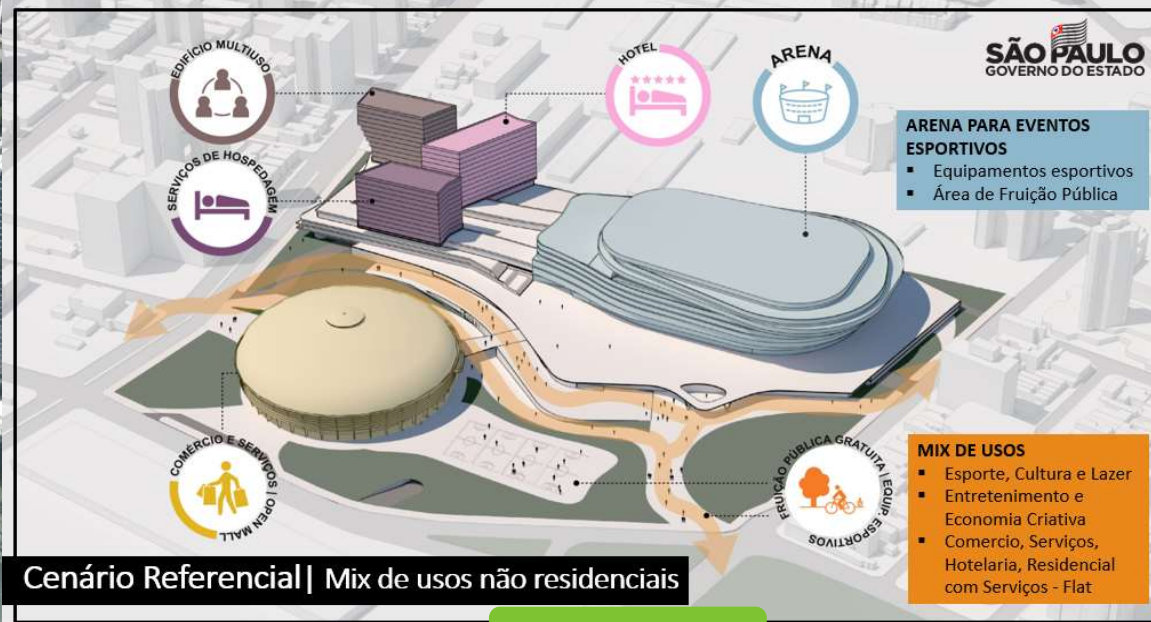 EDIFÍCIO MULTIUSO
HOTEL
ARENA
SÃO PAULO
GOVERNO DO ESTADO
SERVIÇOS DE HOSPEDAGEM
ARENA PARA EVENTOS
ESPORTIVOS
▪ Equipamentos esportivos
▪ Área de Fruição Pública
COMÉRCIO E SERVIÇOS | OPEN MALL
FRUIÇÃO PÚBLICA GRATUITA | EQUIP. ESPORTIVOS
MIX DE USOS
▪ Esporte, Cultura e Lazer
▪ Entretenimento e
Economia Criativa
▪ Comercio, Serviços,
Hotelaria, Residencial
com Serviços - Flat
Cenário Referencial| Mix de usos não residenciais